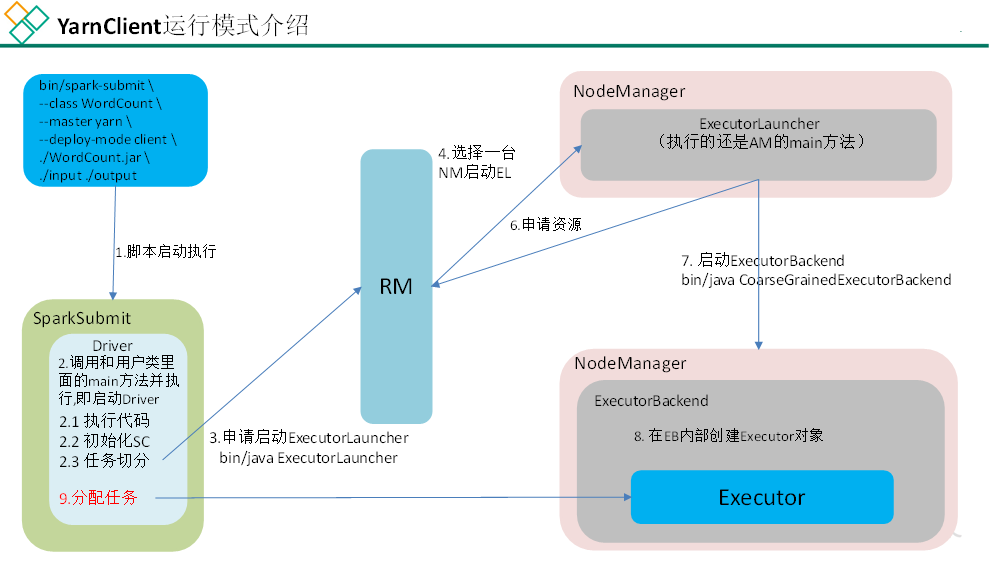 YarnClient运行模式介绍
bin/spark-submit \
--class WordCount \
--master yarn \
--deploy-mode client \
./WordCount.jar \
./input ./output
1.脚本启动执行
SparkSubmit
Driver
2.调用和用户类里
面的main方法并执
行,即启动Driver
2.1 执行代码
2.2 初始化SC
2.3 任务切分
9.分配任务
3.申请启动ExecutorLauncher
bin/java ExecutorLauncher
RM
4.选择一台
NM启动EL
6.申请资源
NodeManager
ExecutorLauncher
（执行的还是AM的main方法）
7. 启动ExecutorBackend
bin/java CoarseGrainedExecutorBackend
NodeManager
ExecutorBackend
8. 在EB内部创建Executor对象
Executor